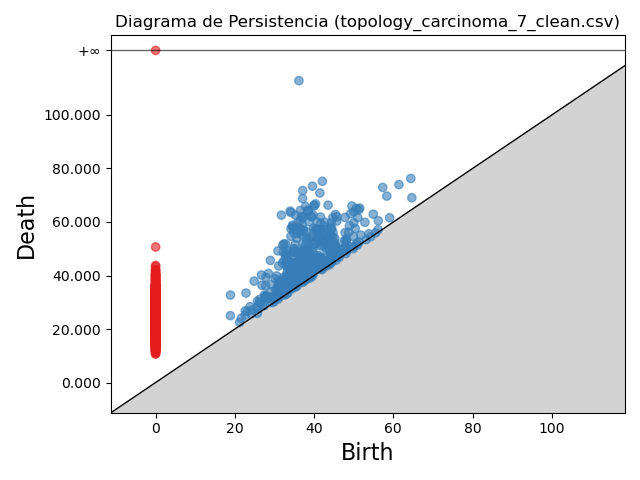 Diagrama de Persistencia (topology_carcinoma_7_clean.csv)
+∞
100.000
80.000
60.000
40.000
20.000
0.000
Death
0 20 40 60 80 100
Birth